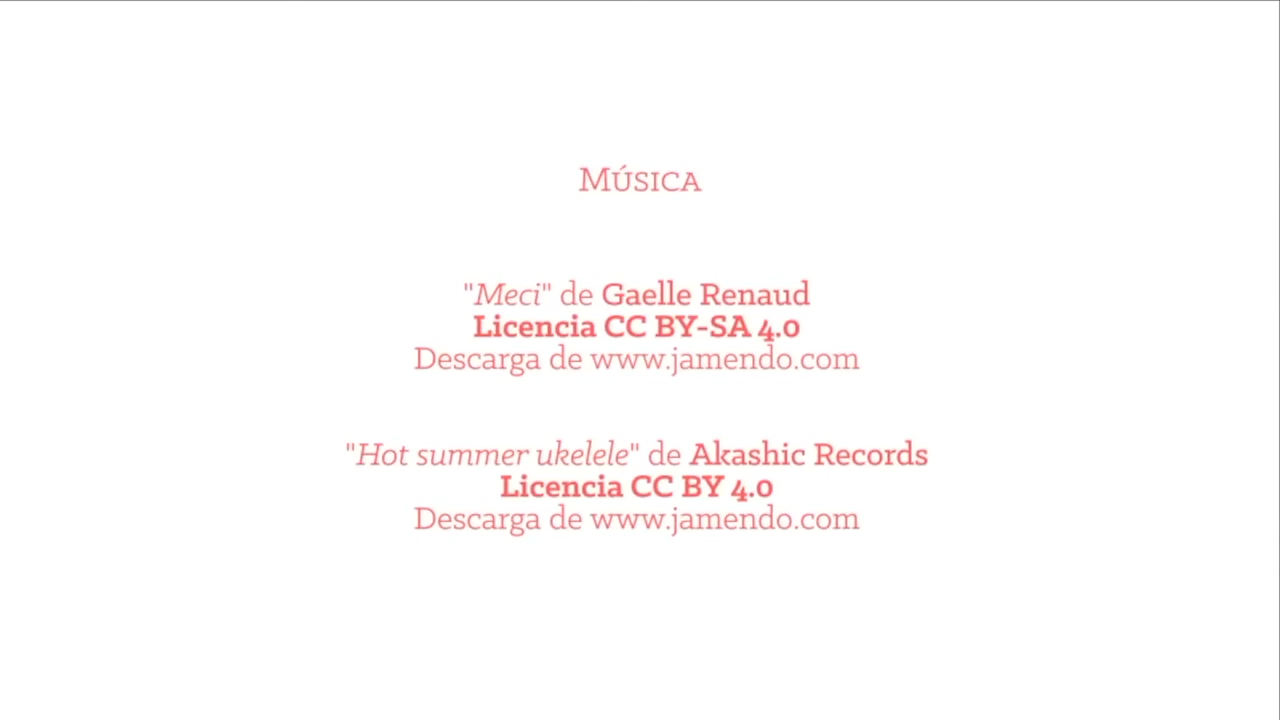 MÚSICA
"Meci" de Gaelle Renaud
Licencia CC BY-SA 4.0
Descarga de www.jamendo.com
"Hot summer ukelele" de Akashic Records
Licencia CC BY 4.0
Descarga de www.jamendo.com